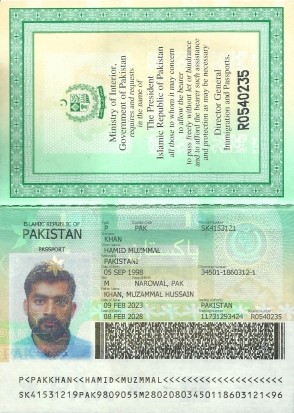 Ministry of Interior,
Government of Pakistan
requires and requests
in the name of
The President
Islamic Republic of Pakistan
all those to whom it may concern
to allow the bearer
to pass freely without let or hindrance
and to afford the bearer such assistance
and protection as may be necessary
Director General
Immigration and Passports.
R0540235
ISLAMIC REPUBLIC OF
PAKISTAN
PASSPORT
P PAK SK4153121
KHAN
HAMID MUZMMAL
PAKISTANI
05 SEP 1998 34501-1860312-1
M NAROWAL, PAK
KHAN, MUZAMMAL HUSSAIN
09 FEB 2023 PAKISTAN
08 FEB 2028 11731293424
R0540235
P<PAKKHAN<<HAMID<MUZMMAL<<<<<<<<<<<<<<<<<<<<
SK41531219PAK9809055M28020803450118603121<96